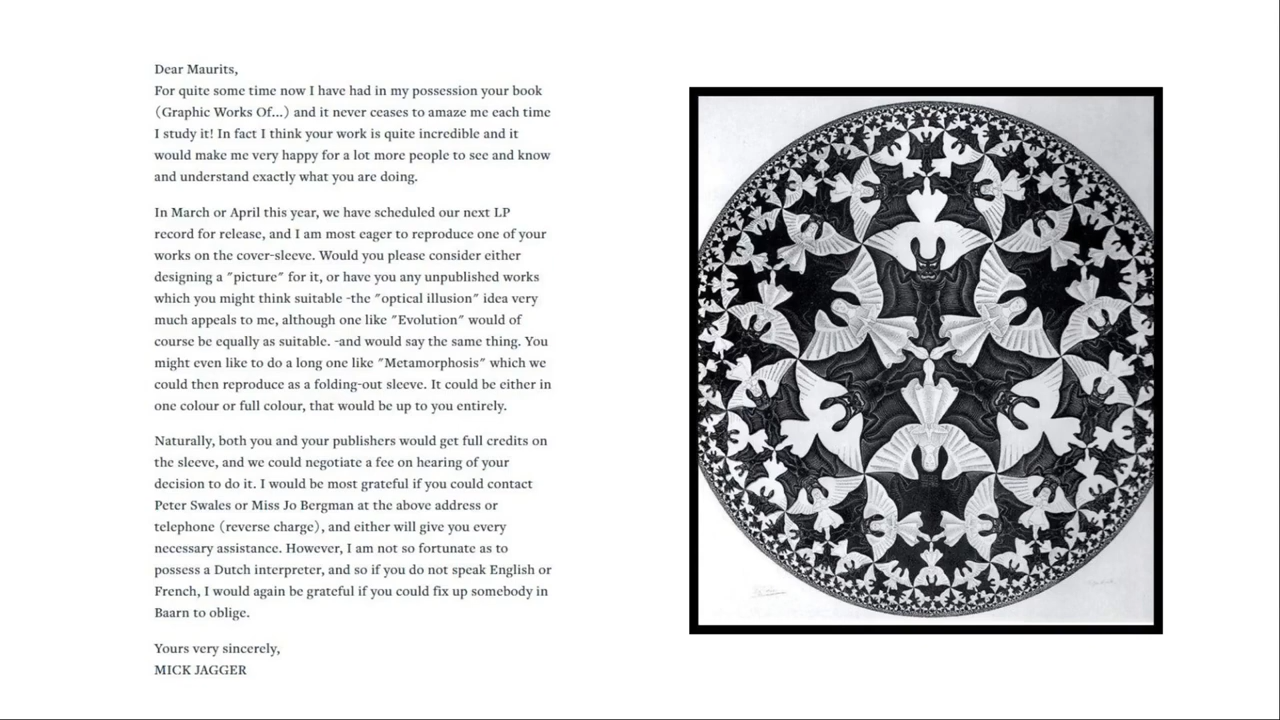 Dear Maurits,
For quite some time now I have had in my possession your book
(Graphic Works Of...) and it never ceases to amaze me each time
I study it! In fact I think your work is quite incredible and it
would make me very happy for a lot more people to see and know
and understand exactly what you are doing.
In March or April this year, we have scheduled our next LP
record for release, and I am most eager to reproduce one of your
works on the cover-sleeve. Would you please consider either
designing a "picture" for it, or have you any unpublished works
which you might think suitable -the "optical illusion" idea very
much appeals to me, although one like "Evolution" would of
course be equally as suitable. -and would say the same thing. You
might even like to do a long one like "Metamorphosis" which we
could then reproduce as a folding-out sleeve. It could be either in
one colour or full colour, that would be up to you entirely.
Naturally, both you and your publishers would get full credits on
the sleeve, and we could negotiate a fee on hearing of your
decision to do it. I would be most grateful if you could contact
Peter Swales or Miss Jo Bergman at the above address or
telephone (reverse charge), and either will give you every
necessary assistance. However, I am not so fortunate as to
possess a Dutch interpreter, and so if you do not speak English or
French, I would again be grateful if you could fix up somebody in
Baarn to oblige.
Yours very sincerely,
MICK JAGGER